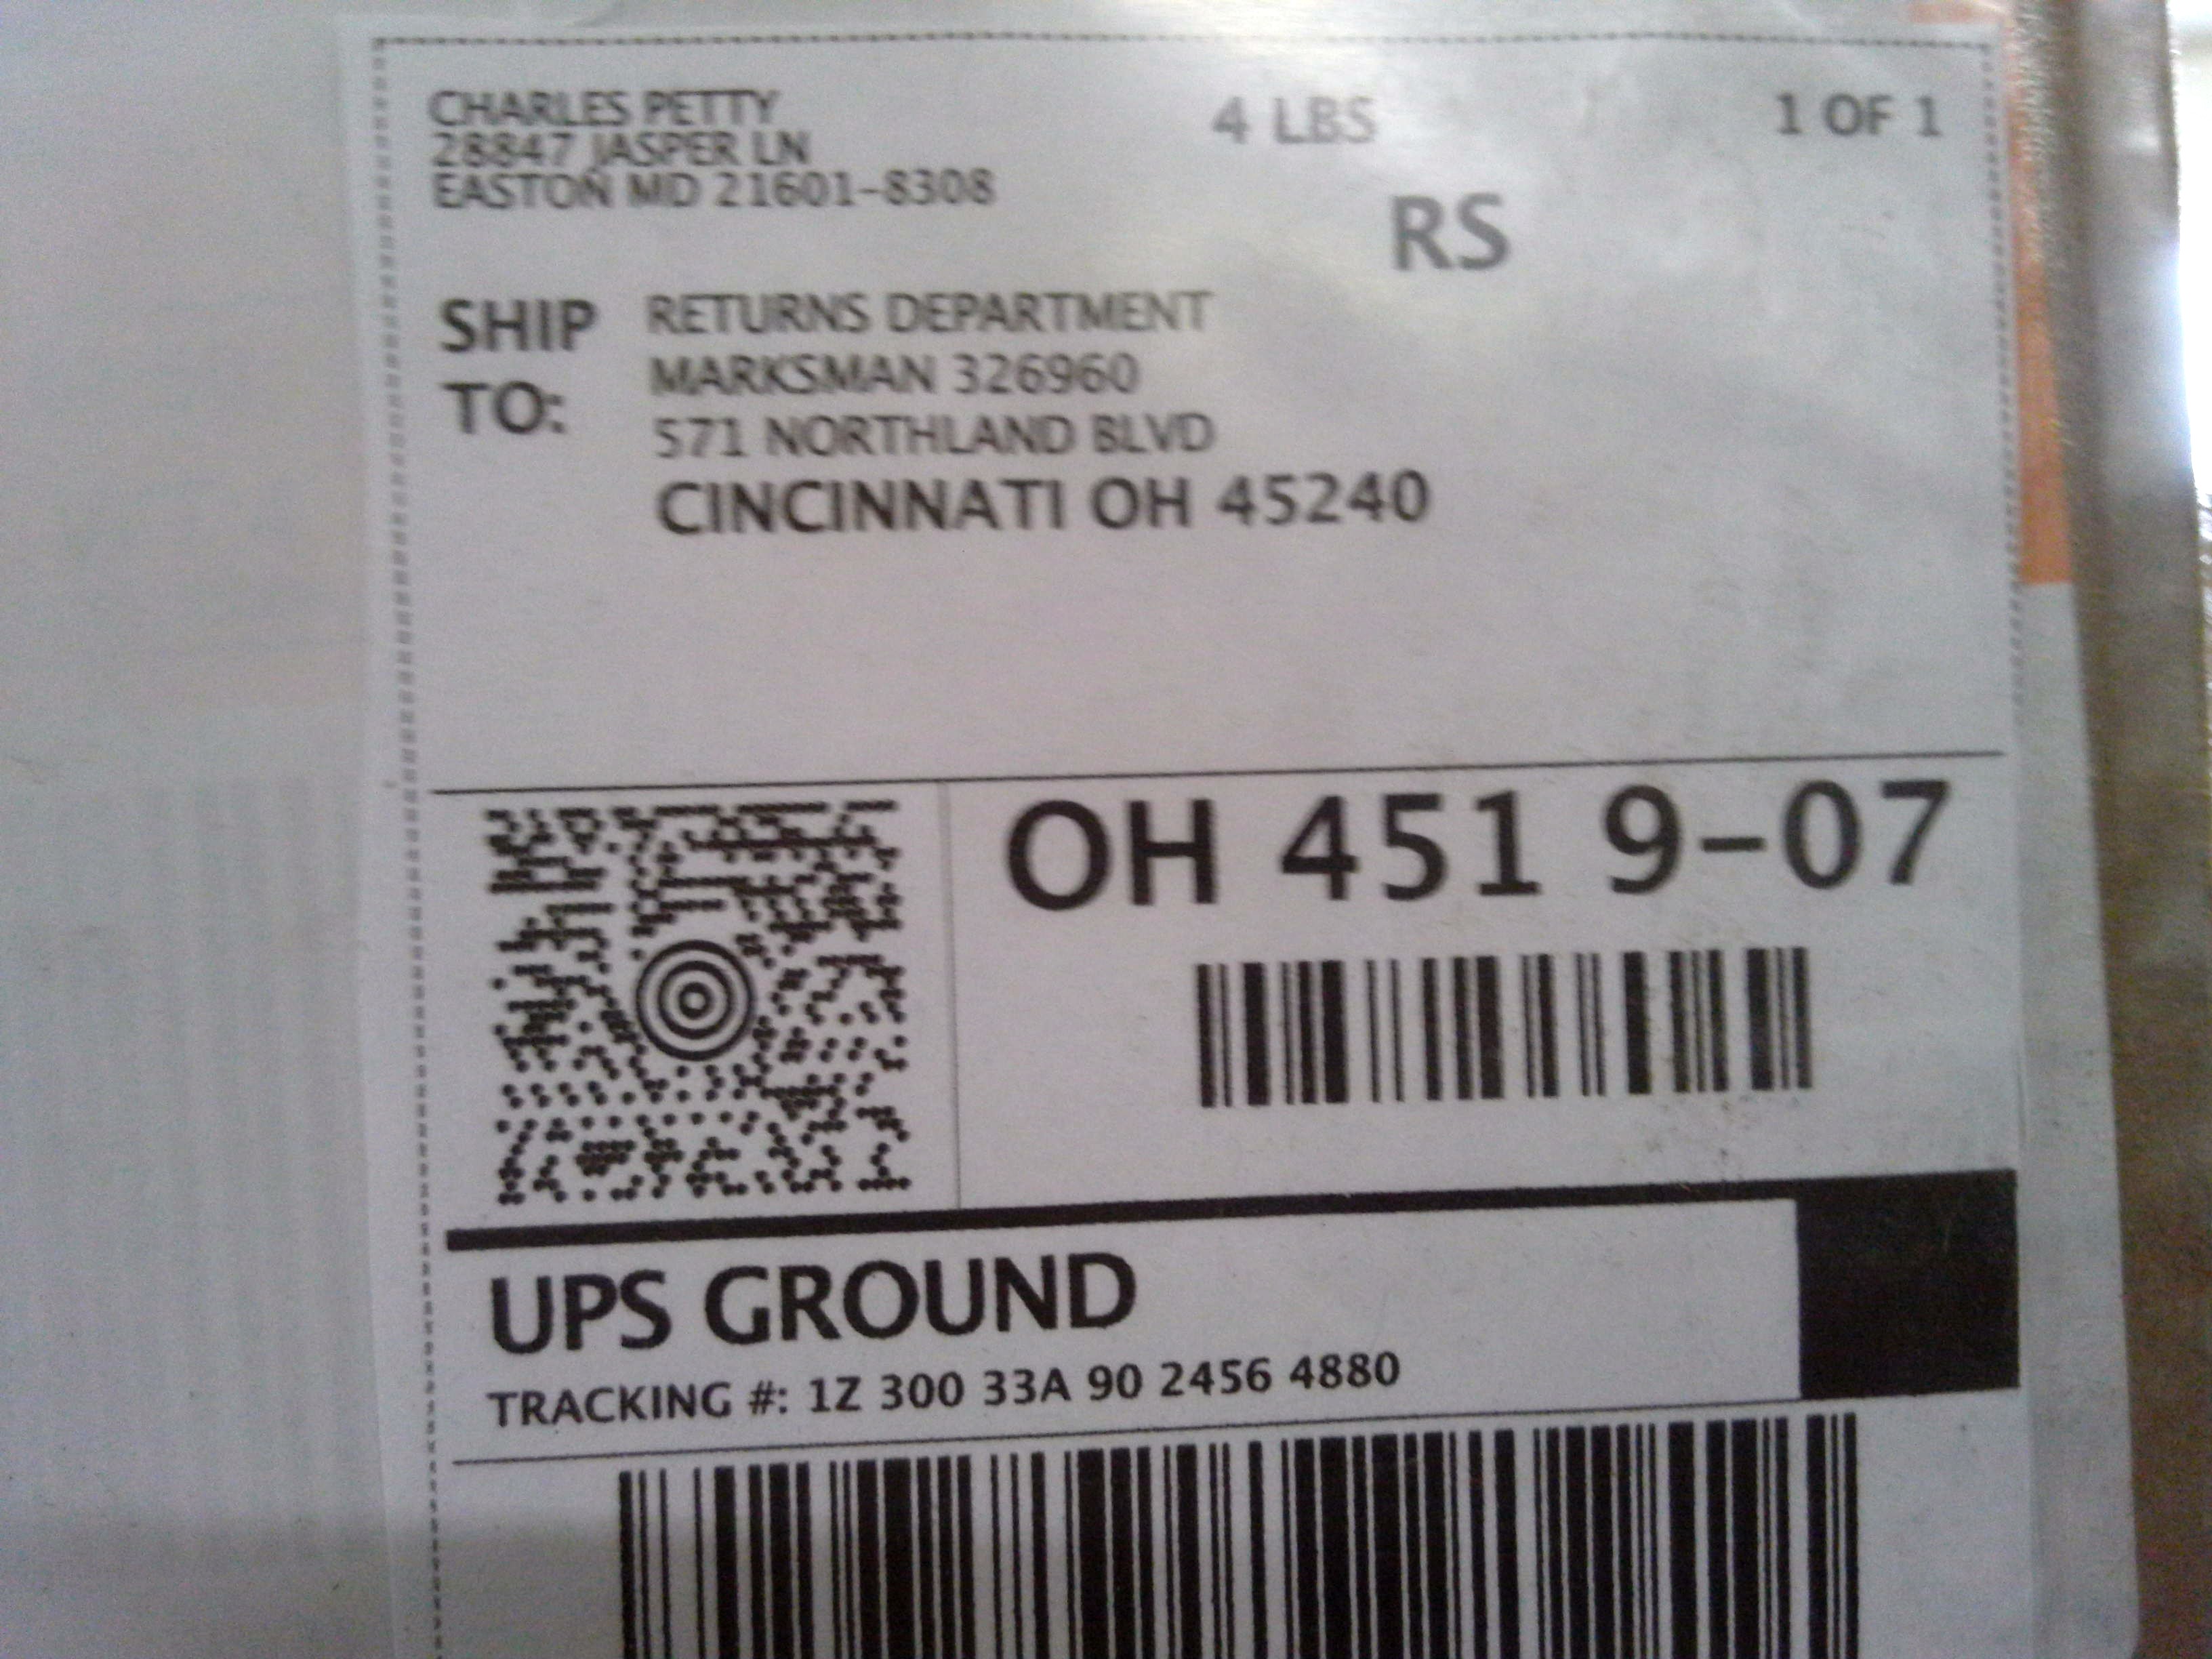 CHARLES PETTY
28847 JASPER LN
EASTON MD 21601-8308
4 LBS
1 OF 1
RS
SHIP TO:
RETURNS DEPARTMENT
MARKSMAN 326960
571 NORTHLAND BLVD
CINCINNATI OH 45240
OH 451 9-07
UPS GROUND
TRACKING #: 1Z 300 33A 90 2456 4880